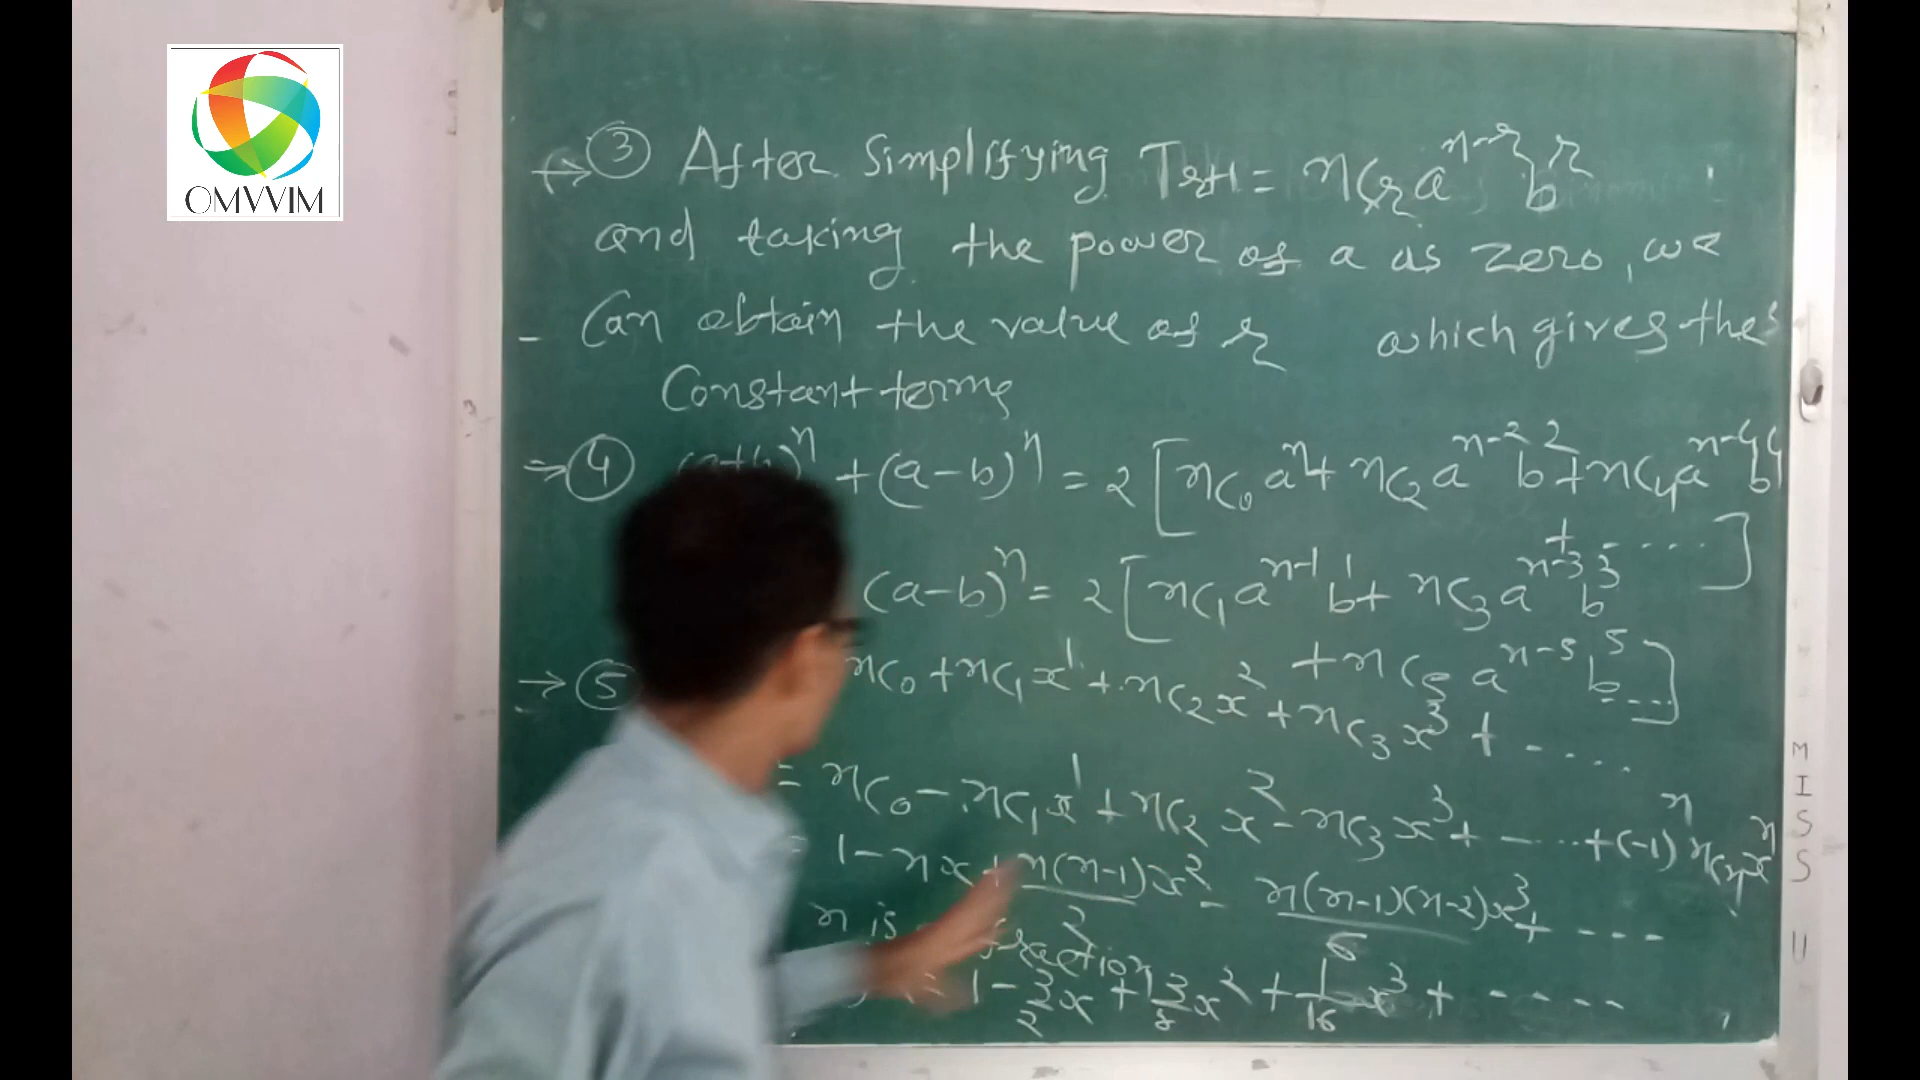 OMVVIM
→ ③ After Simplifying Tr+1 = nCr a^n-r b^r
and taking the power of a as zero, we
- Can obtain the value of r which gives the
Constant terms
→ ④ (a+b)^n + (a-b)^n = 2 [nC0 a^n + nC2 a^n-2 b^2 + nC4 a^n-4 b^4
+ ....]
(a-b)^n = 2 [nC1 a^n-1 b^1 + nC3 a^n-3 b^3
+ nC5 a^n-5 b^5 ....]
→ ⑤ nC0 + nC1 x^1 + nC2 x^2 + nC3 x^3 + .....
= nC0 - nC1 x^1 + nC2 x^2 - nC3 x^3 + ..... + (-1)^n nCn x^n
= 1 - nx + n(n-1)x^2/2 - n(n-1)(n-2)x^3/6 + ----
n is fraction
= 1 - 3/2 x + 3/8 x^2 + 1/16 x^3 + -----
MISS U